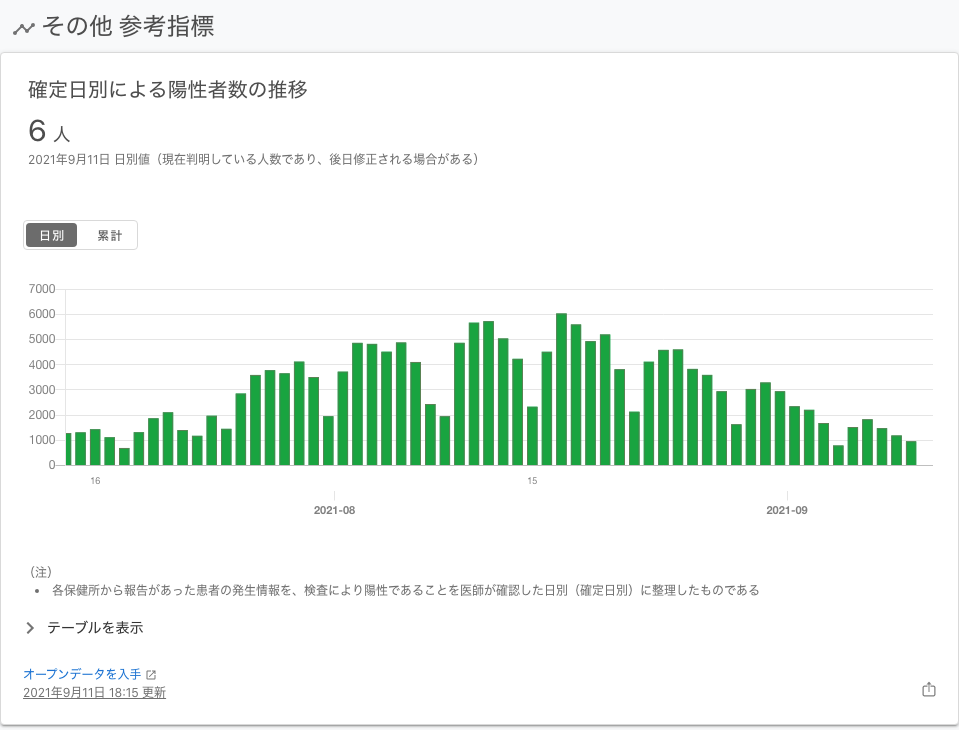 その他 参考指標
確定日別による陽性者数の推移
6 人
2021年9月11日 日別値（現在判明している人数であり、後日修正される場合がある）
日別 累計
7000
6000
5000
4000
3000
2000
1000
0
16 15
2021-08 2021-09
（注）
• 各保健所から報告があった患者の発生情報を、検査により陽性であることを医師が確認した日別（確定日別）に整理したものである
テーブルを表示
オープンデータを入手
2021年9月11日 18:15 更新